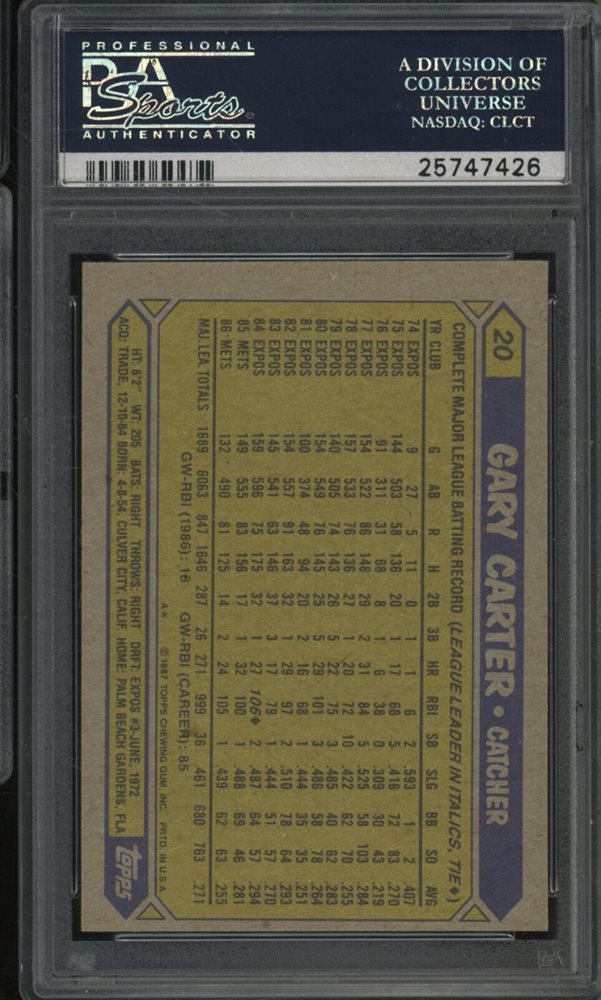 PROFESSIONAL
PSA
Sports
AUTHENTICATOR
A DIVISION OF
COLLECTORS
UNIVERSE
NASDAQ: CLCT
25747426
20 GARY CARTER • CATCHER
COMPLETE MAJOR LEAGUE BATTING RECORD (LEAGUE LEADER IN ITALICS, TIE♦)
YR CLUB G AB R H 2B 3B HR RBI SB SLG BB SO AVG
74 EXPOS 9 27 5 11 0 1 1 6 2 .593 1 2 .407
75 EXPOS 144 503 58 136 20 1 17 68 5 .416 72 83 .270
76 EXPOS 91 311 31 68 8 1 6 38 0 .309 30 43 .219
77 EXPOS 154 522 86 148 29 2 31 84 5 .525 58 103 .284
78 EXPOS 157 533 76 136 27 1 20 72 10 .422 62 70 .255
79 EXPOS 140 505 74 143 26 5 22 75 3 .485 40 62 .283
80 EXPOS 154 549 76 145 25 5 29 101 3 .486 58 78 .264
81 EXPOS 100 374 48 94 20 2 16 68 1 .444 35 35 .251
82 EXPOS 154 557 91 163 32 1 29 97 2 .510 78 64 .293
83 EXPOS 145 541 63 146 37 3 17 79 1 .444 51 57 .270
84 EXPOS 159 596 75 175 32 1 27 106♦ 2 .487 64 57 .294
85 METS 149 555 83 156 17 1 32 100 1 .488 69 46 .281
86 METS 132 490 81 125 14 2 24 105 1 .439 62 63 .255
MAJ. LEA. TOTALS 1689 6063 847 1646 287 26 271 999 36 .461 680 763 .271
GW-RBI (1986): 16 GW-RBI (CAREER): 85
A* © 1987 TOPPS CHEWING GUM, INC. PRTD. IN U.S.A.
HT: 6'2" WT: 205 BATS: RIGHT THROWS: RIGHT DRFT: EXPOS #3-JUNE, 1972
ACQ: TRADE, 12-10-84 BORN: 4-8-54, CULVER CITY, CALIF. HOME: PALM BEACH GARDENS, FLA
TOPPS